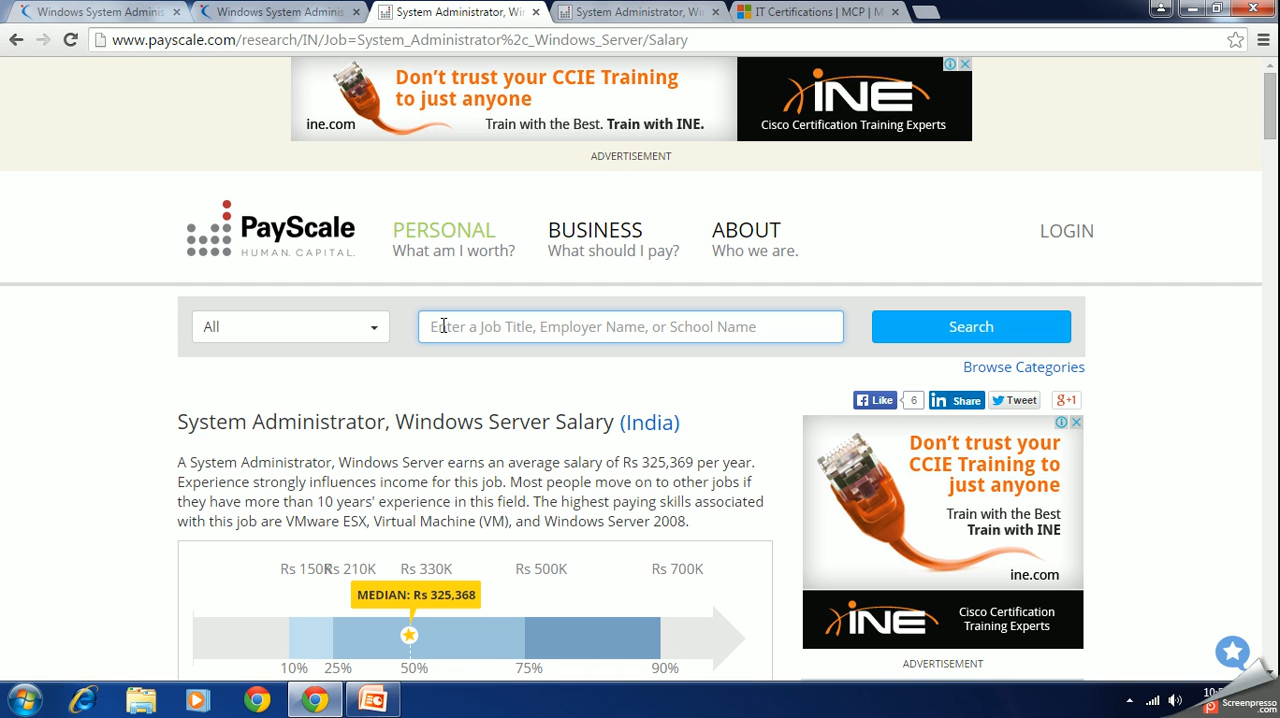 Windows System Admini
Windows System Adminis
System Administrator, Wi
System Administrator, Wi
IT Certifications | MCP | M
www.payscale.com/research/IN/Job=System_Administrator%2c_Windows_Server/Salary
Don't trust your CCIE Training
to just anyone
ine.com
Train with the Best. Train with INE.
INE
Cisco Certification Training Experts
ADVERTISEMENT
PayScale
HUMAN. CAPITAL.
PERSONAL
What am I worth?
BUSINESS
What should I pay?
ABOUT
Who we are.
LOGIN
All
Enter a Job Title, Employer Name, or School Name
Search
Browse Categories
Like
6
Share
Tweet
g+1
System Administrator, Windows Server Salary (India)
A System Administrator, Windows Server earns an average salary of Rs 325,369 per year.
Experience strongly influences income for this job. Most people move on to other jobs if
they have more than 10 years' experience in this field. The highest paying skills associated
with this job are VMware ESX, Virtual Machine (VM), and Windows Server 2008.
Rs 150K
Rs 210K
Rs 330K
Rs 500K
Rs 700K
MEDIAN: Rs 325,368
10%
25%
50%
75%
90%
Don't trust your
CCIE Training to
just anyone
Train with the Best
Train with INE
ine.com
INE
Cisco Certification
Training Experts
ADVERTISEMENT
Screenpresso
.com